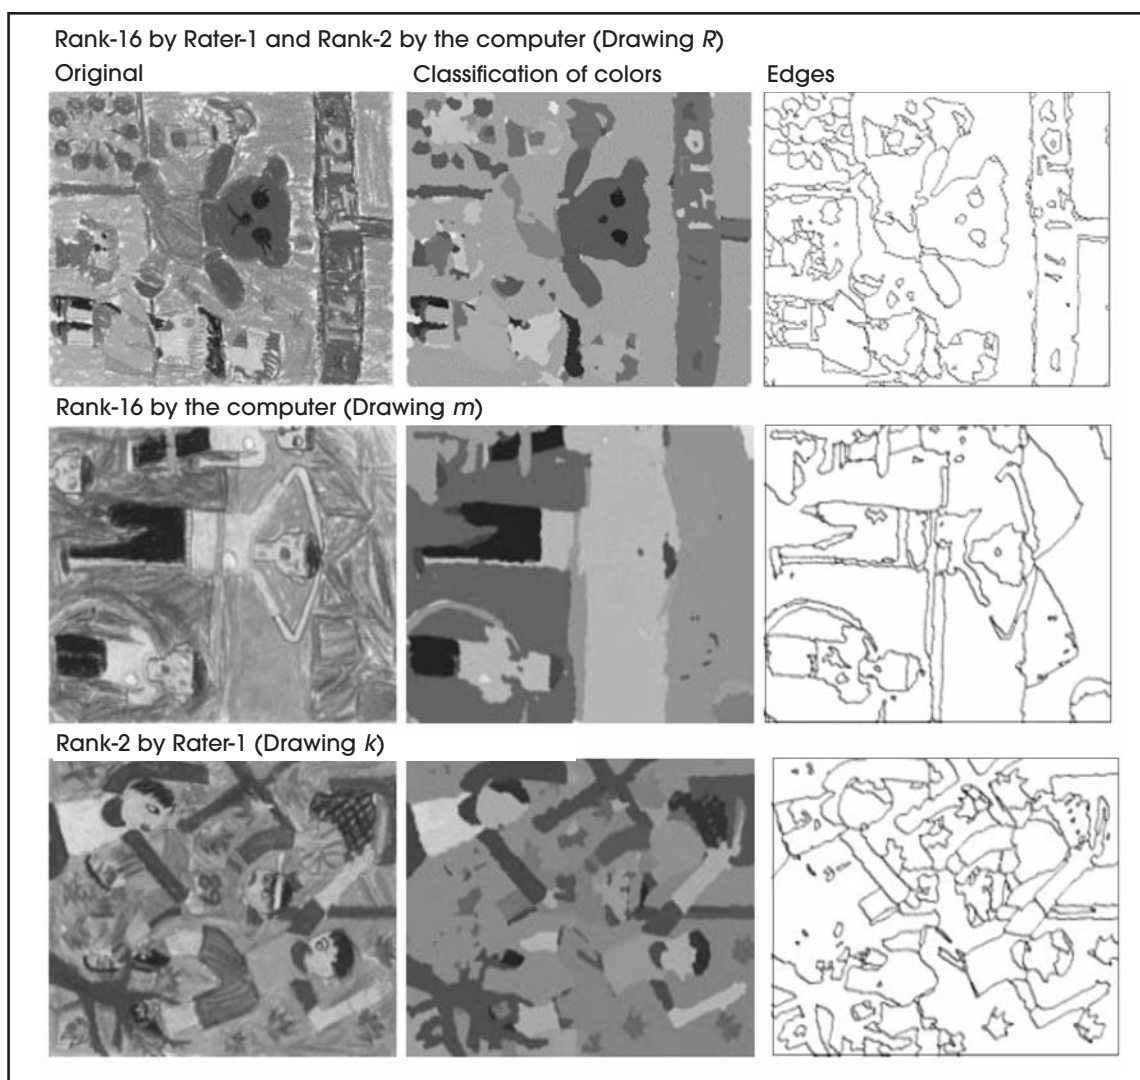 Rank-16 by Rater-1 and Rank-2 by the computer (Drawing R)
Original Classification of colors Edges
Rank-16 by the computer (Drawing m)
Rank-2 by Rater-1 (Drawing k)